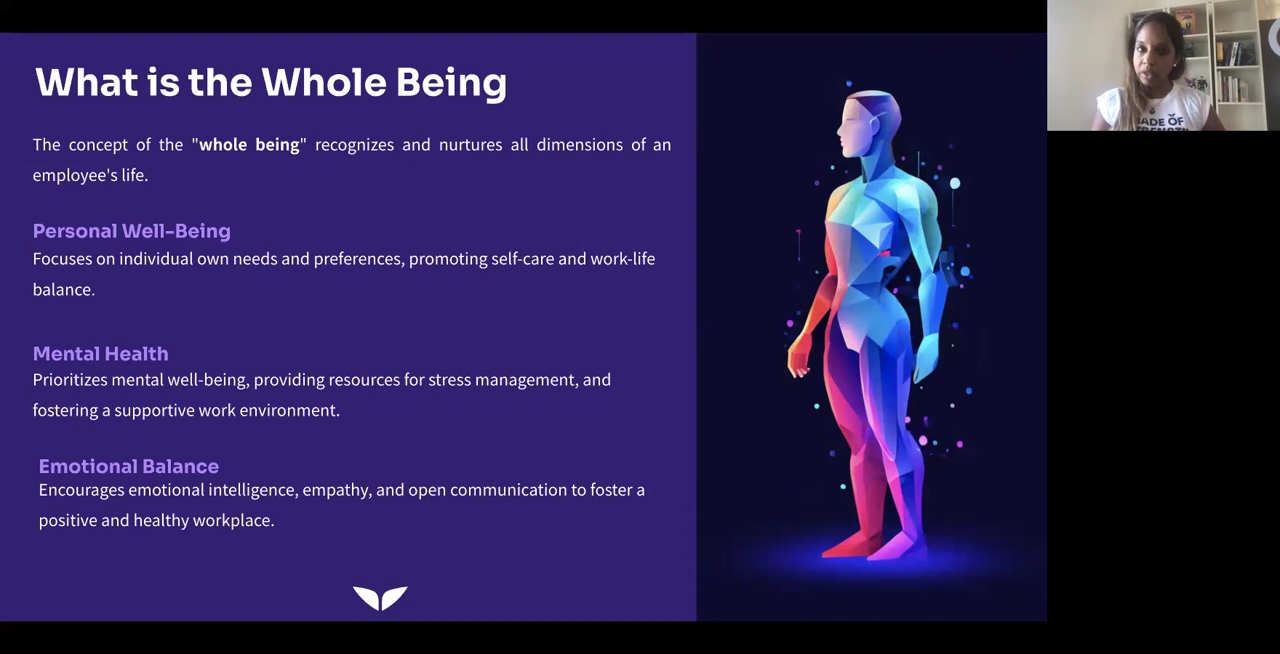 What is the Whole Being
The concept of the "whole being" recognizes and nurtures all dimensions of an
employee's life.
Personal Well-Being
Focuses on individual own needs and preferences, promoting self-care and work-life
balance.
Mental Health
Prioritizes mental well-being, providing resources for stress management, and
fostering a supportive work environment.
Emotional Balance
Encourages emotional intelligence, empathy, and open communication to foster a
positive and healthy workplace.
MADE OF
STRENGTH